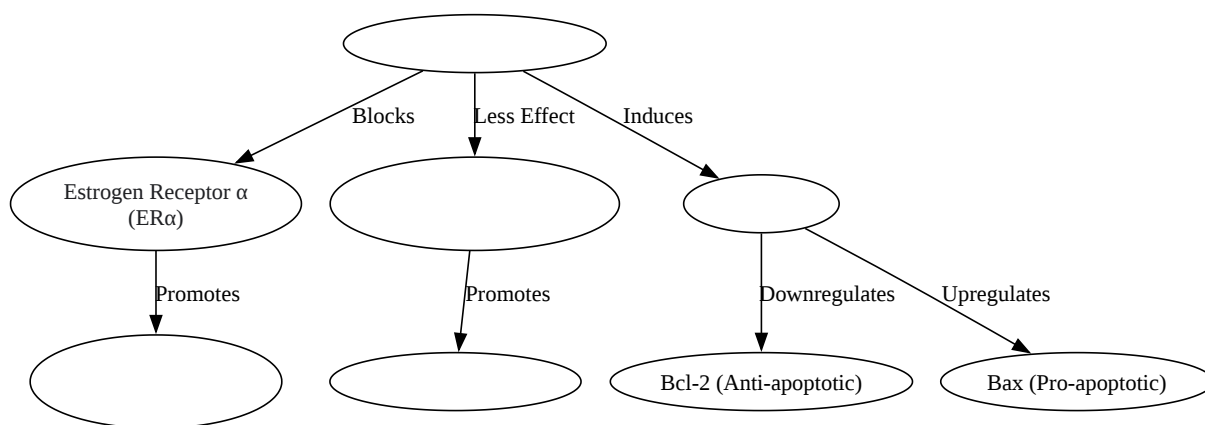 Blocks
Less Effect
Induces
Estrogen Receptor α
(ERα)
Promotes
Promotes
Downregulates
Upregulates
Bcl-2 (Anti-apoptotic)
Bax (Pro-apoptotic)